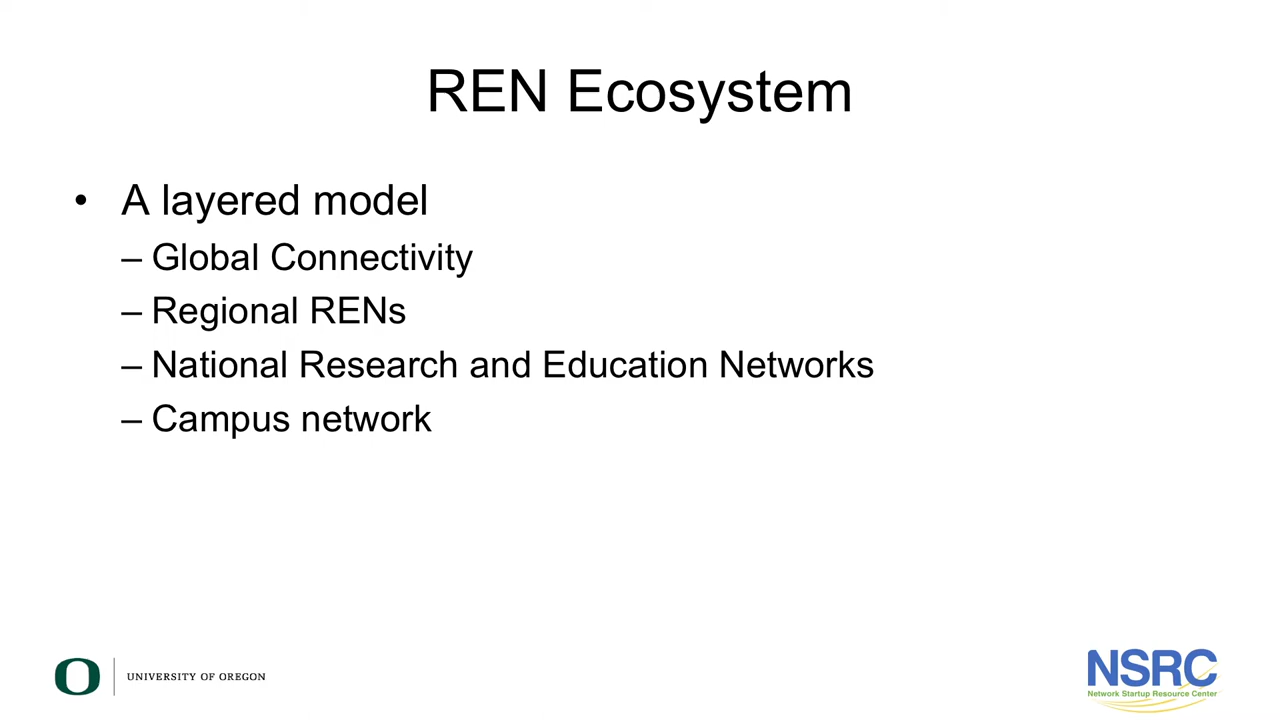 REN Ecosystem
• A layered model
– Global Connectivity
– Regional RENs
– National Research and Education Networks
– Campus network
O
UNIVERSITY OF OREGON
NSRC
Network Startup Resource Center